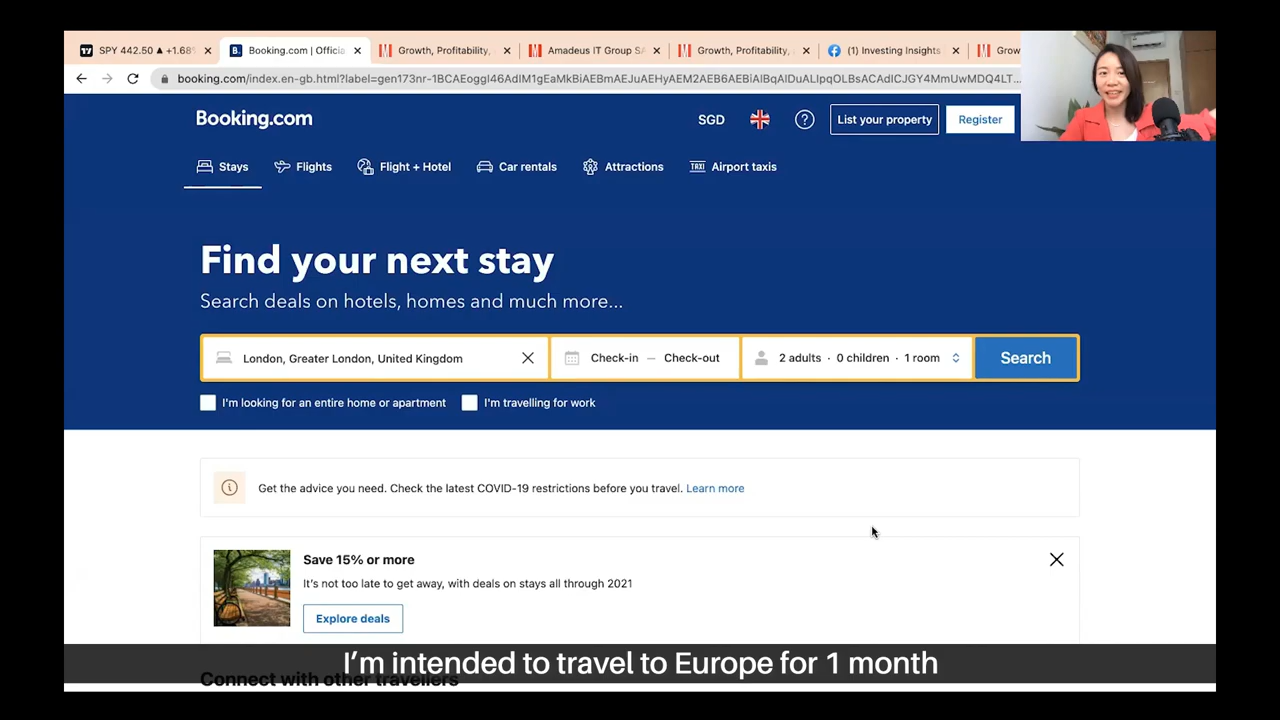 SPY 442.50 ▲ +1.68%
Booking.com | Officia
Growth, Profitability,
Amadeus IT Group SA
Growth, Profitability,
(1) Investing Insights
Grow
booking.com/index.en-gb.html?label=gen173nr-1BCAEoggI46AdIM1gEaMkBiAEBmAEJuAEHyAEM2AEB6AEBiAIBqAIDuALlpqOLBsACAdICJGY4MmUwMDQ4LT...
Booking.com
SGD
List your property
Register
Stays
Flights
Flight + Hotel
Car rentals
Attractions
TAXI
Airport taxis
Find your next stay
Search deals on hotels, homes and much more...
London, Greater London, United Kingdom
Check-in — Check-out
2 adults · 0 children · 1 room
Search
I'm looking for an entire home or apartment
I'm travelling for work
Get the advice you need. Check the latest COVID-19 restrictions before you travel. Learn more
Save 15% or more
It's not too late to get away, with deals on stays all through 2021
Explore deals
I'm intended to travel to Europe for 1 month
Connect with other travellers